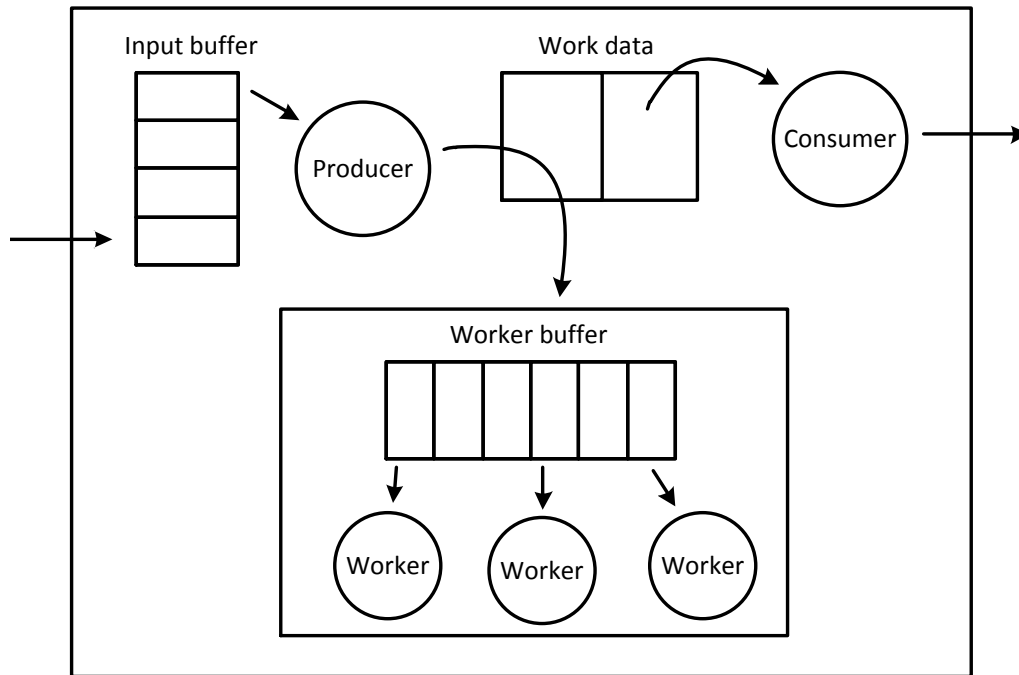 Input buffer
Work data
Producer
Consumer
Worker buffer
Worker
Worker
Worker